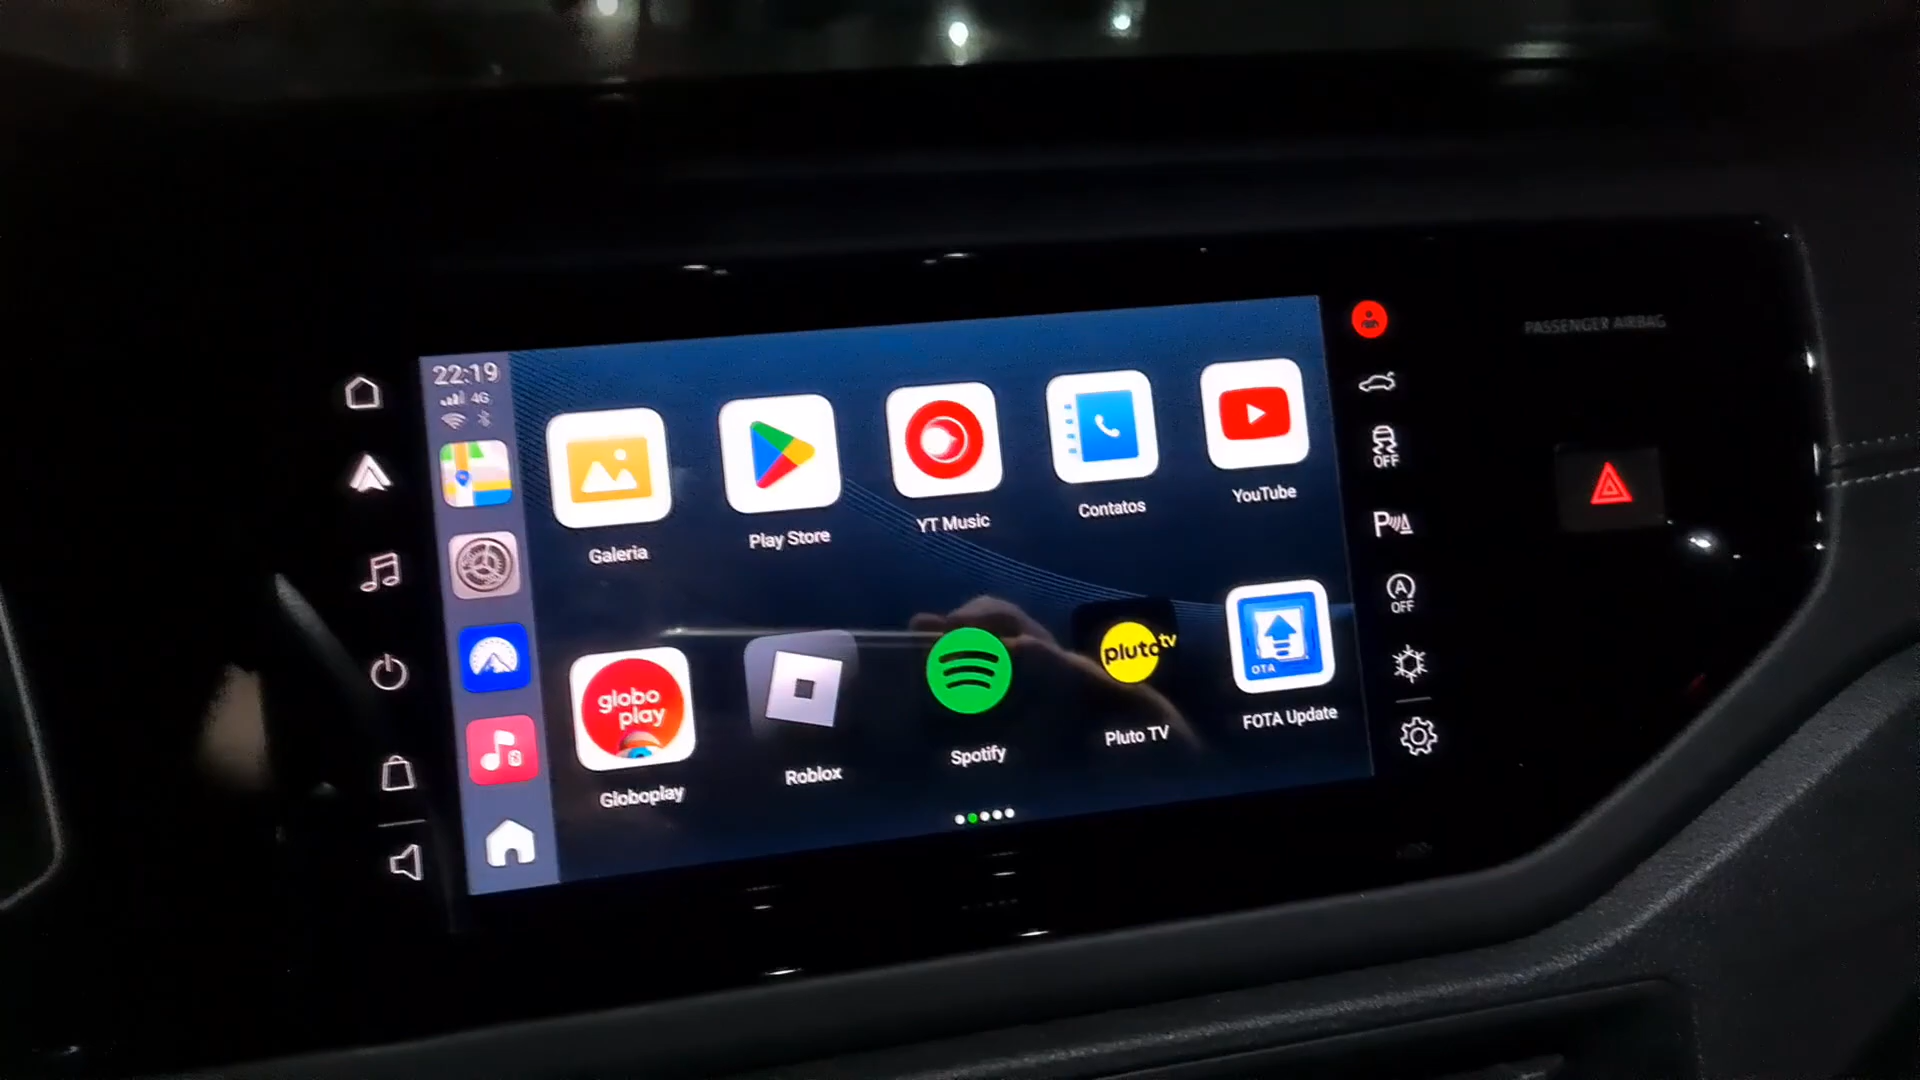 22:19
4G
Galeria
Play Store
YT Music
Contatos
YouTube
globo
play
Globoplay
Roblox
Spotify
pluto tv
Pluto TV
OTA
FOTA Update
OFF
P
A
OFF
PASSENGER AIRBAG